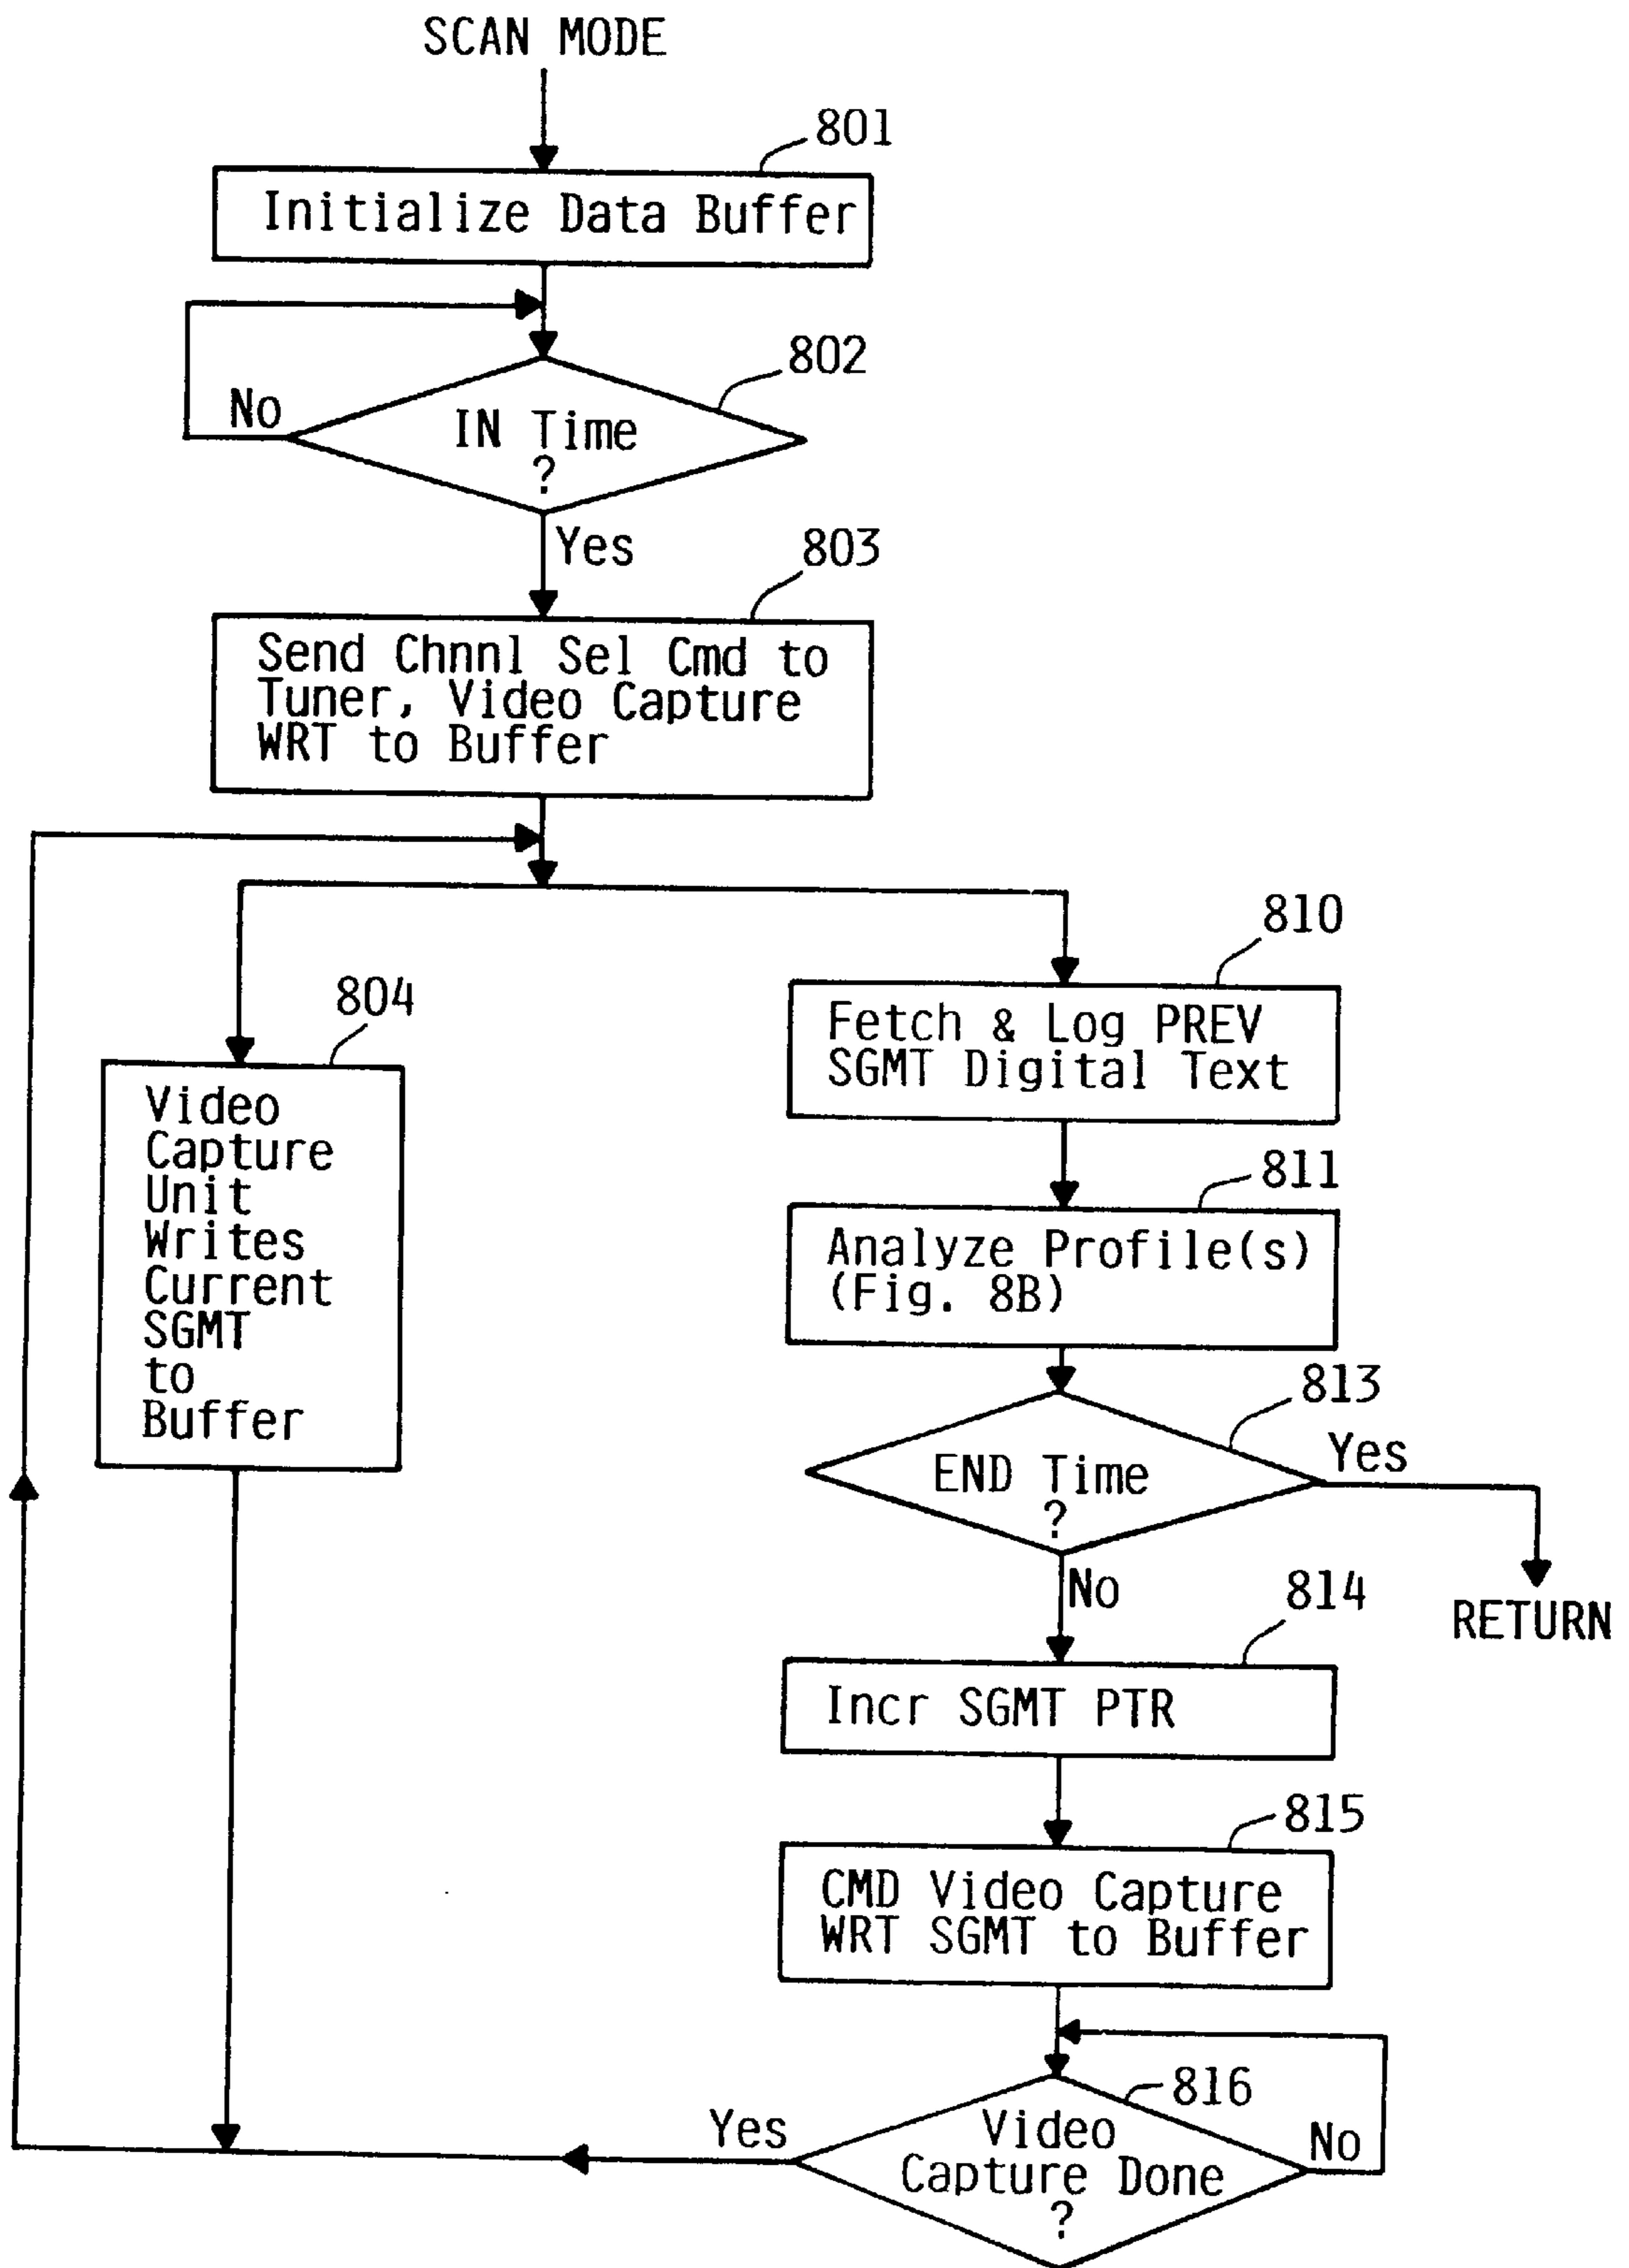 SCAN MODE
801
Initialize Data Buffer
802
No
IN Time
?
Yes
803
Send Chnnl Sel Cmd to
Tuner, Video Capture
WRT to Buffer
810
804
Fetch & Log PREV
SGMT Digital Text
Video
Capture
Unit
Writes
Current
SGMT
to
Buffer
811
Analyze Profile(s)
(Fig. 8B)
813
Yes
END Time
?
No
814
RETURN
Incr SGMT PTR
815
CMD Video Capture
WRT SGMT to Buffer
816
Yes
Video
Capture Done
?
No